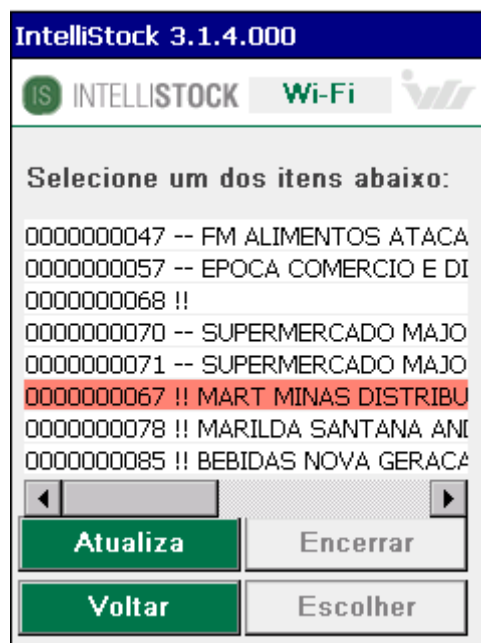 IntelliStock 3.1.4.000
IS INTELLISTOCK Wi-Fi
Selecione um dos itens abaixo:
0000000047 -- FM ALIMENTOS ATACA
0000000057 -- EPOCA COMERCIO E DI
0000000068 !!
0000000070 -- SUPERMERCADO MAJO
0000000071 -- SUPERMERCADO MAJO
0000000067 !! MART MINAS DISTRIBU
0000000078 !! MARILDA SANTANA AND
0000000085 !! BEBIDAS NOVA GERACA
Atualiza Encerrar
Voltar Escolher